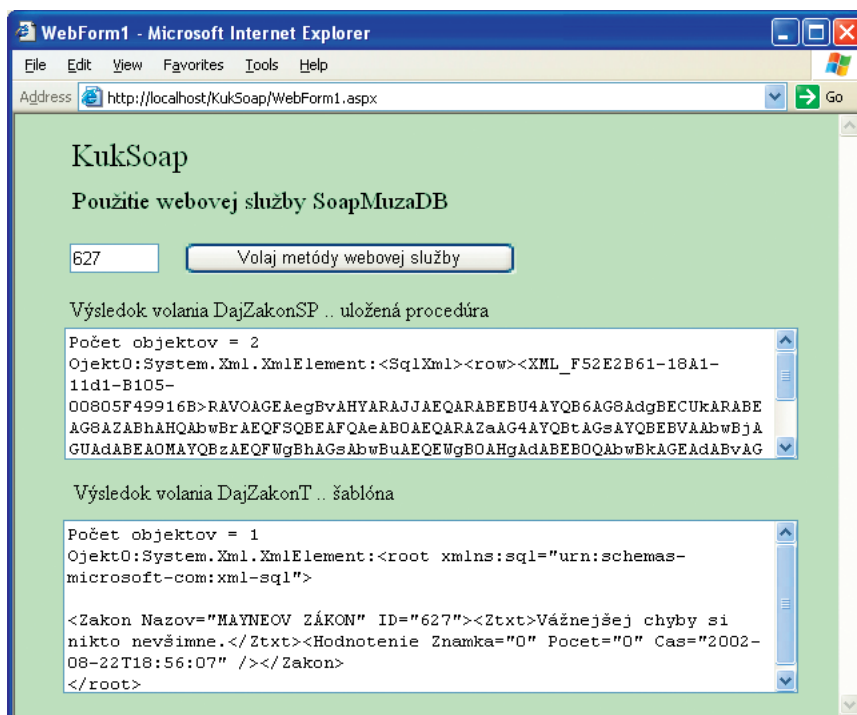 WebForm1 - Microsoft Internet Explorer
File Edit View Favorites Tools Help
Address http://localhost/KukSoap/WebForm1.aspx Go
KukSoap
Použitie webovej služby SoapMuzaDB
627 Volaj metódy webovej služby
Výsledok volania DajZakonSP .. uložená procedúra
Počet objektov = 2
Ojekt0:System.Xml.XmlElement:<SqlXml><row><XML_F52E2B61-18A1-
11d1-B105-
00805F49916B>RAVOAGEAegBvAHYARAJJAEQARABEBU4AYQB6AG8AdgBECUkARABE
AG8AZABhAHQAbwBrAEQFSQBEAFQAeABOAEQARAZaAG4AYQBtAGsAYQBEBVAAbwBjA
GUAdABEA0MAYQBzAEQFWgBhAGsAbwBuAEQEWgB0AHgAdABEB0QAbwBkAGEAdABvAG
Výsledok volania DajZakonT .. šablóna
Počet objektov = 1
Ojekt0:System.Xml.XmlElement:<root xmlns:sql="urn:schemas-
microsoft-com:xml-sql">
<Zakon Nazov="MAYNEOV ZÁKON" ID="627"><Ztxt>Vážnejšej chyby si
nikto nevšimne.</Ztxt><Hodnotenie Znamka="0" Pocet="0" Cas="2002-
08-22T18:56:07" /></Zakon>
</root>